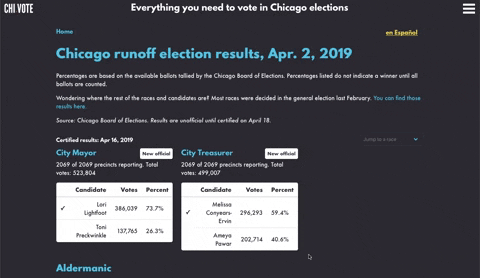 CHI VOTE
Everything you need to vote in Chicago elections
Home
en Español
Chicago runoff election results, Apr. 2, 2019
Percentages are based on the available ballots tallied by the Chicago Board of Elections. Percentages listed do not indicate a winner until all
ballots are counted.
Wondering where the rest of the races and candidates are? Most races were decided in the general election last February. You can find those
results here.
Source: Chicago Board of Elections. Results are unofficial until certified on April 18.
Certified results: Apr 16, 2019
Jump to a race
City Mayor
New official
2069 of 2069 precincts reporting. Total
votes: 523,804
Candidate Votes Percent
✓ Lori
Lightfoot 386,039 73.7%
Toni
Preckwinkle 137,765 26.3%
City Treasurer
New official
2069 of 2069 precincts reporting. Total
votes: 499,007
Candidate Votes Percent
✓ Melissa
Conyears-
Ervin 296,293 59.4%
Ameya
Pawar 202,714 40.6%
Aldermanic